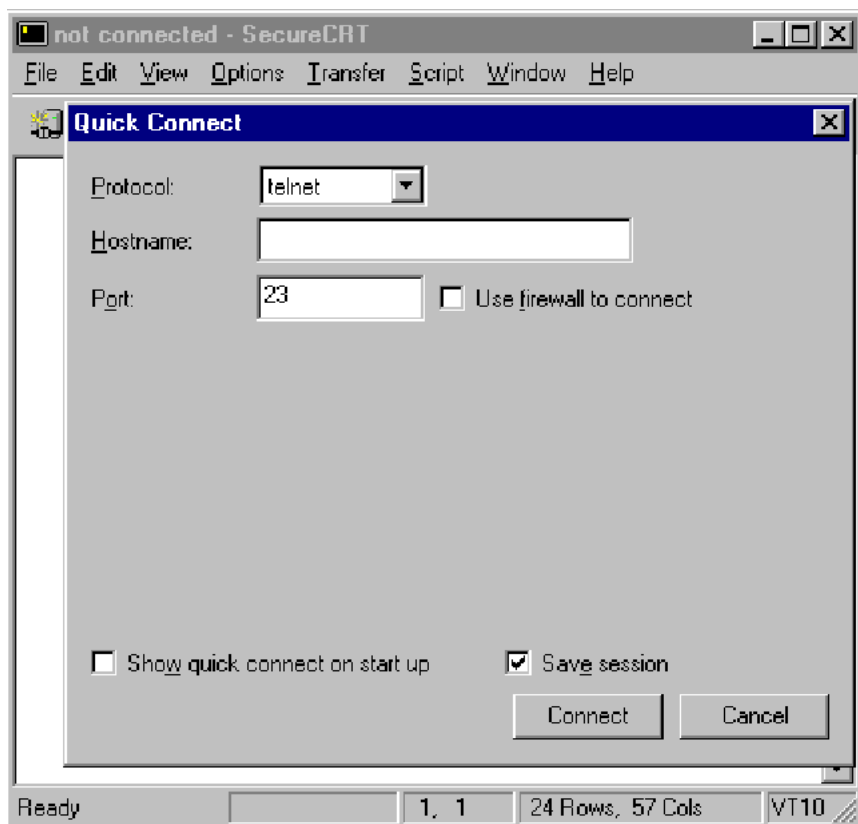 not connected - SecureCRT
File Edit View Options Transfer Script Window Help
Quick Connect
Protocol: telnet
Hostname:
Port: 23 Use firewall to connect
Show quick connect on start up Save session
Connect Cancel
Ready 1, 1 24 Rows, 57 Cols VT10